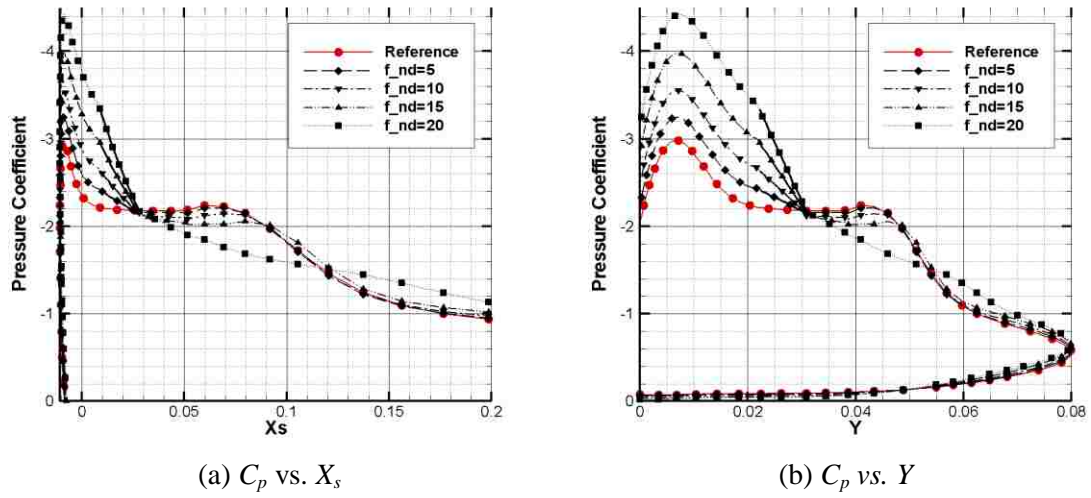 Pressure Coefficient
-4
-3
-2
-1
0
0
0.05
0.1
0.15
0.2
Xs
Reference
f_nd=5
f_nd=10
f_nd=15
f_nd=20
(a) Cp vs. Xs
Pressure Coefficient
-4
-3
-2
-1
0
0
0.02
0.04
0.06
0.08
Y
Reference
f_nd=5
f_nd=10
f_nd=15
f_nd=20
(b) Cp vs. Y